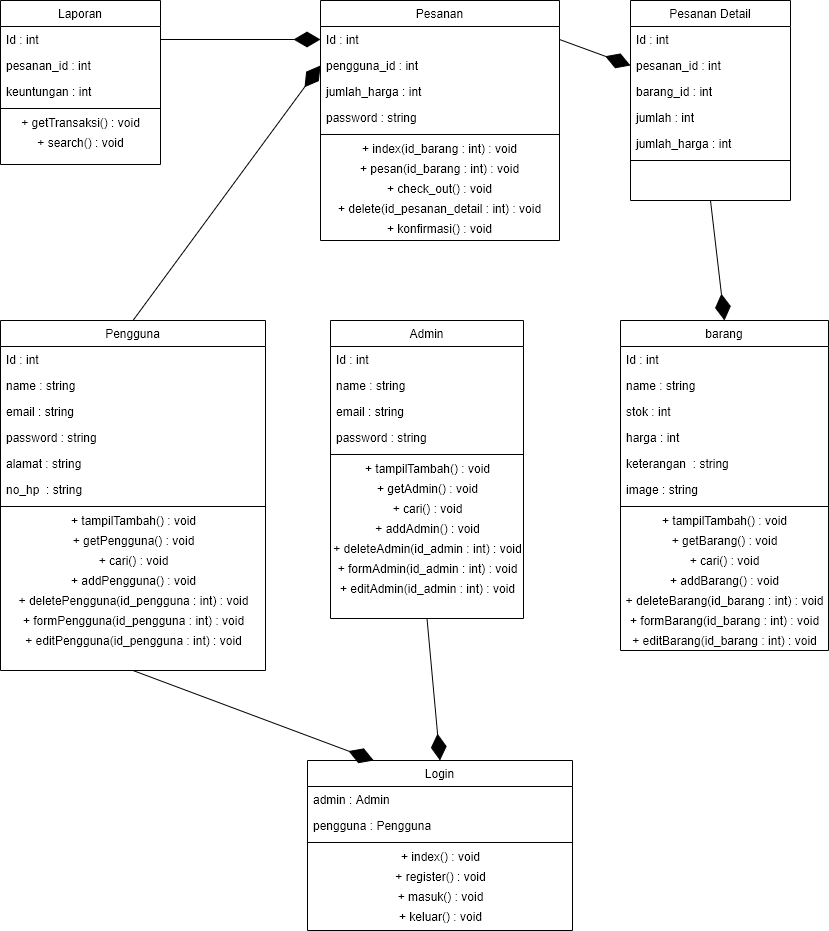 Laporan
Id : int
pesanan_id : int
keuntungan : int
+ getTransaksi() : void
+ search() : void
Pesanan
Id : int
pengguna_id : int
jumlah_harga : int
password : string
+ index(id_barang : int) : void
+ pesan(id_barang : int) : void
+ check_out() : void
+ delete(id_pesanan_detail : int) : void
+ konfirmasi() : void
Pesanan Detail
Id : int
pesanan_id : int
barang_id : int
jumlah : int
jumlah_harga : int
Pengguna
Id : int
name : string
email : string
password : string
alamat : string
no_hp : string
+ tampilTambah() : void
+ getPengguna() : void
+ cari() : void
+ addPengguna() : void
+ deletePengguna(id_pengguna : int) : void
+ formPengguna(id_pengguna : int) : void
+ editPengguna(id_pengguna : int) : void
Admin
Id : int
name : string
email : string
password : string
+ tampilTambah() : void
+ getAdmin() : void
+ cari() : void
+ addAdmin() : void
+ deleteAdmin(id_admin : int) : void
+ formAdmin(id_admin : int) : void
+ editAdmin(id_admin : int) : void
barang
Id : int
name : string
stok : int
harga : int
keterangan : string
image : string
+ tampilTambah() : void
+ getBarang() : void
+ cari() : void
+ addBarang() : void
+ deleteBarang(id_barang : int) : void
+ formBarang(id_barang : int) : void
+ editBarang(id_barang : int) : void
Login
admin : Admin
pengguna : Pengguna
+ index() : void
+ register() : void
+ masuk() : void
+ keluar() : void